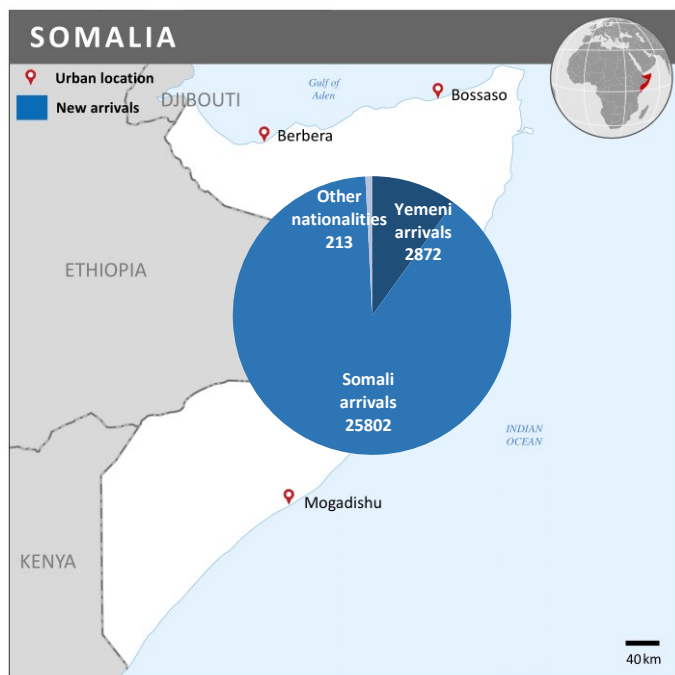 SOMALIA
Urban location
New arrivals
DJIBOUTI
Gulf of
Aden
Bossaso
Berbera
Other
nationalities
213
Yemeni
arrivals
2872
ETHIOPIA
Somali
arrivals
25802
INDIAN
OCEAN
Mogadishu
KENYA
40 km